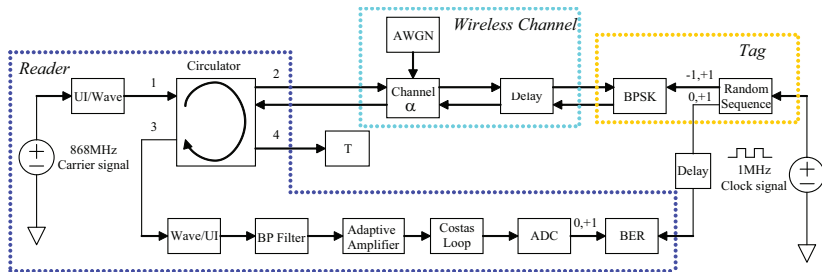 Wireless Channel
AWGN
Reader
Circulator
Tag
UI/Wave
1
2
Channel
α
Delay
BPSK
-1,+1
0,+1
Random
Sequence
3
4
T
868MHz
Carrier signal
Delay
1MHz
Clock signal
Wave/UI
BP Filter
Adaptive
Amplifier
Costas
Loop
ADC
0,+1
BER